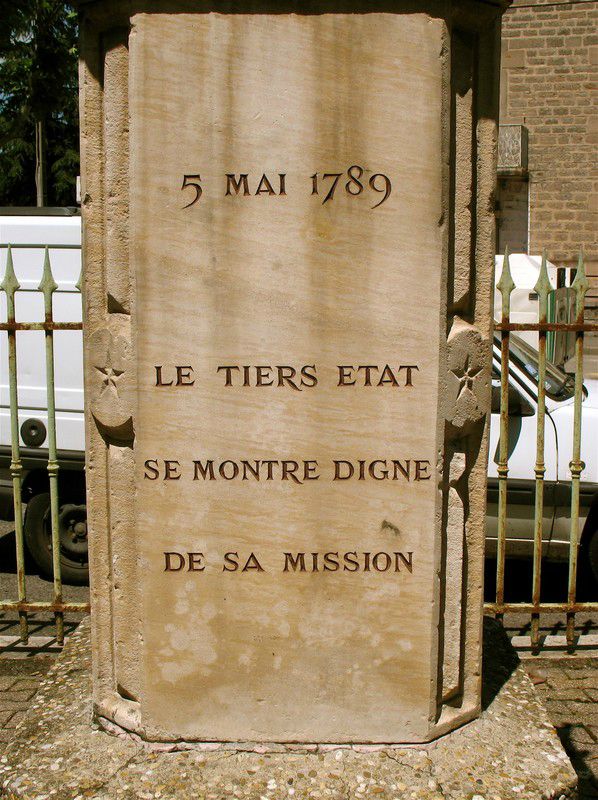 5 MAI 1789
LE TIERS ETAT
SE MONTRE DIGNE
DE SA MISSION